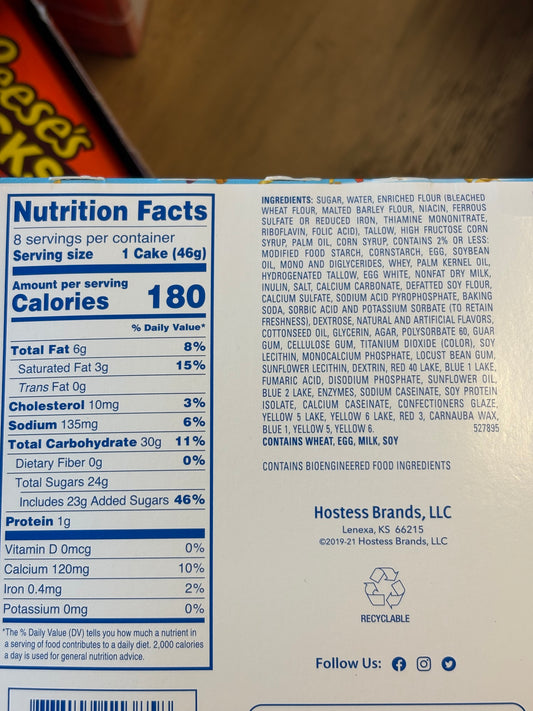 Reese's
Nutrition Facts
8 servings per container
Serving size 1 Cake (46g)
Amount per serving
Calories 180
% Daily Value*
Total Fat 6g 8%
Saturated Fat 3g 15%
Trans Fat 0g
Cholesterol 10mg 3%
Sodium 135mg 6%
Total Carbohydrate 30g 11%
Dietary Fiber 0g 0%
Total Sugars 24g
Includes 23g Added Sugars 46%
Protein 1g
Vitamin D 0mcg 0%
Calcium 120mg 10%
Iron 0.4mg 2%
Potassium 0mg 0%
*The % Daily Value (DV) tells you how much a nutrient in
a serving of food contributes to a daily diet. 2,000 calories
a day is used for general nutrition advice.
INGREDIENTS: SUGAR, WATER, ENRICHED FLOUR (BLEACHED
WHEAT FLOUR, MALTED BARLEY FLOUR, NIACIN, FERROUS
SULFATE OR REDUCED IRON, THIAMINE MONONITRATE,
RIBOFLAVIN, FOLIC ACID), TALLOW, HIGH FRUCTOSE CORN
SYRUP, PALM OIL, CORN SYRUP, CONTAINS 2% OR LESS:
MODIFIED FOOD STARCH, CORNSTARCH, EGG, SOYBEAN
OIL, MONO AND DIGLYCERIDES, WHEY, PALM KERNEL OIL,
HYDROGENATED TALLOW, EGG WHITE, NONFAT DRY MILK,
INULIN, SALT, CALCIUM CARBONATE, DEFATTED SOY FLOUR,
CALCIUM SULFATE, SODIUM ACID PYROPHOSPHATE, BAKING
SODA, SORBIC AND POTASSIUM SORBATE (TO RETAIN
FRESHNESS), DEXTROSE, NATURAL AND ARTIFICIAL FLAVORS,
COTTONSEED OIL, GLYCERIN, AGAR, POLYSORBATE 60, GUAR
GUM, CELLULOSE GUM, TITANIUM DIOXIDE (COLOR), SOY
LECITHIN, MONOCALCIUM PHOSPHATE, LOCUST BEAN GUM,
SUNFLOWER LECITHIN, DEXTRIN, RED 40 LAKE, BLUE 1 LAKE,
FUMARIC ACID, DISODIUM PHOSPHATE, SUNFLOWER OIL,
BLUE 2 LAKE, ENZYMES, SODIUM CASEINATE, SOY PROTEIN
ISOLATE, CALCIUM CASEINATE, CONFECTIONERS GLAZE,
YELLOW 5 LAKE, YELLOW 6 LAKE, RED 3, CARNAUBA WAX,
BLUE 1, YELLOW 5, YELLOW 6. 527895
CONTAINS WHEAT, EGG, MILK, SOY
CONTAINS BIOENGINEERED FOOD INGREDIENTS
Hostess Brands, LLC
Lenexa, KS 66215
©2019-21 Hostess Brands, LLC
RECYCLABLE
Follow Us: